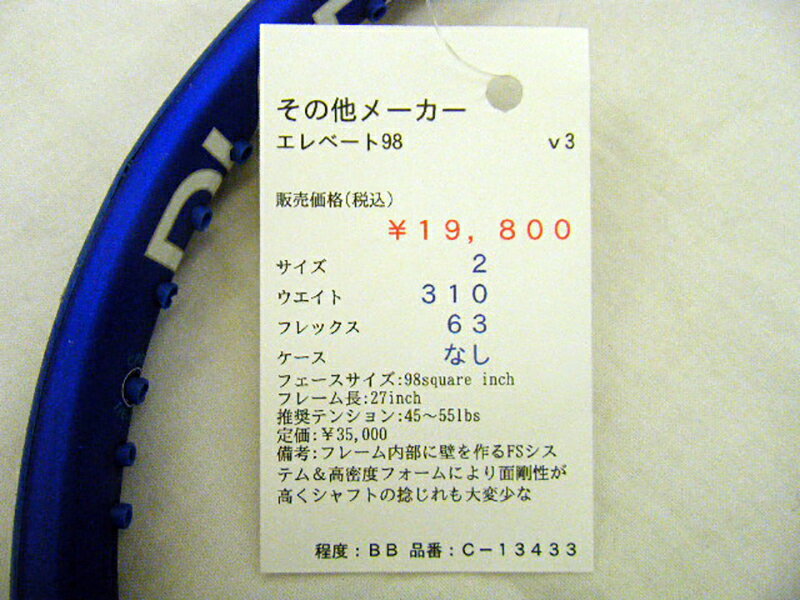 その他メーカー
エレベート98 v3
販売価格(税込)
￥19，800
サイズ 2
ウエイト 310
フレックス 63
ケース なし
フェースサイズ:98square inch
フレーム長:27inch
推奨テンション:45～55lbs
定価:￥35,000
備考:フレーム内部に壁を作るFSシス
テム＆高密度フォームにより面剛性が
高くシャフトの捻じれも大変少な
程度：ＢＢ 品番：Ｃ－１３４３３